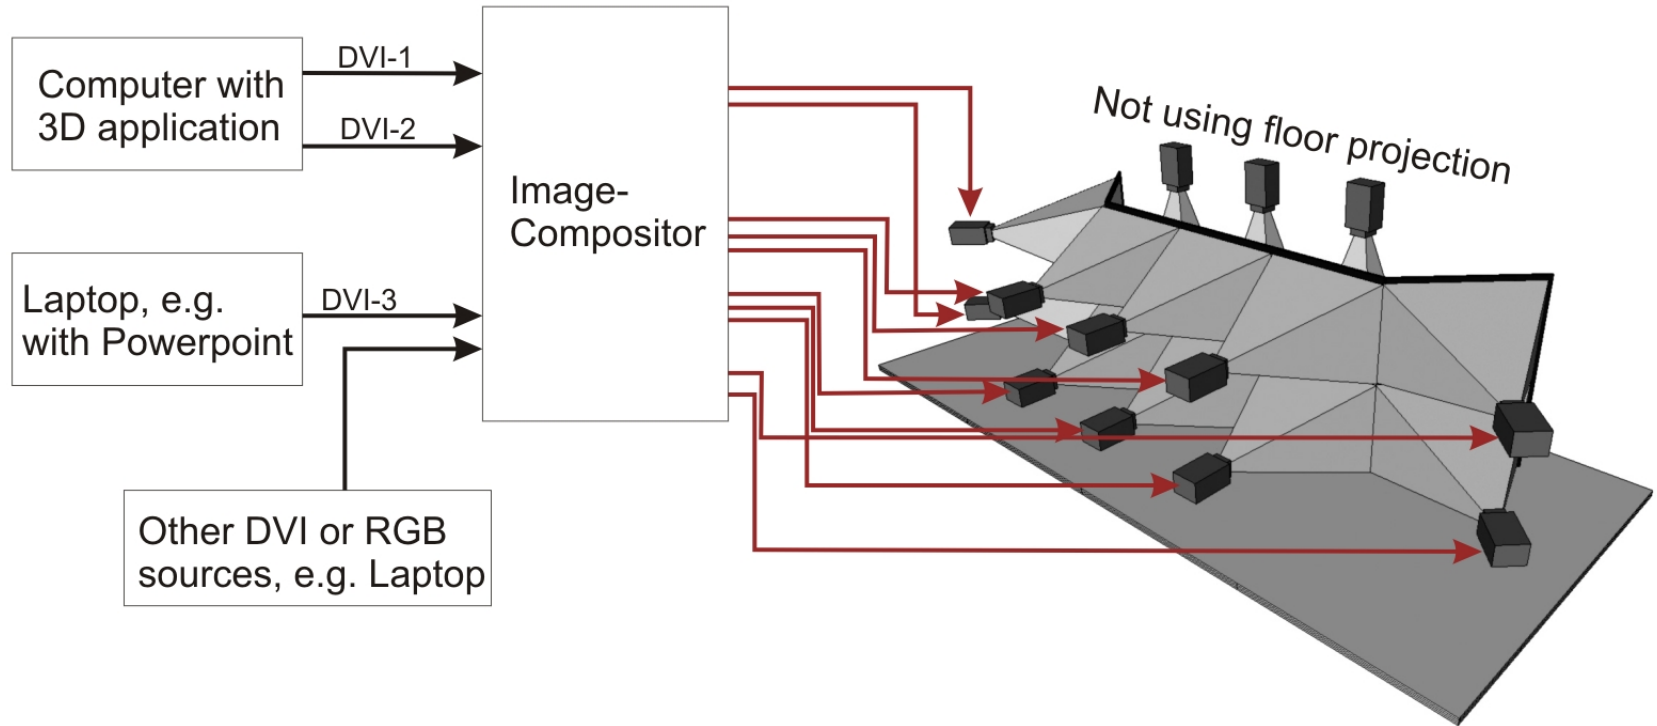 Computer with
3D application
DVI-1
DVI-2
Laptop, e.g.
with Powerpoint
DVI-3
Other DVI or RGB
sources, e.g. Laptop
Image-
Compositor
Not using floor projection